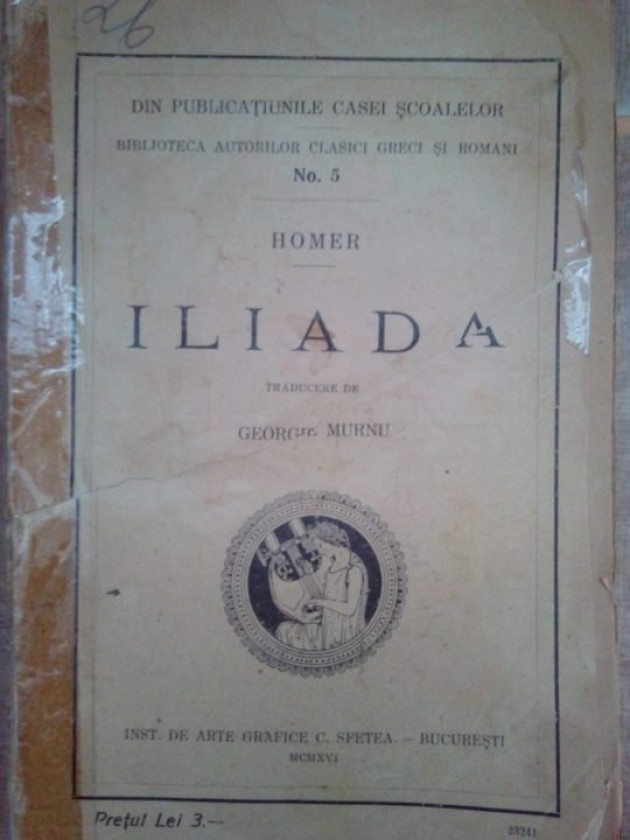 26
DIN PUBLICAȚIUNILE CASEI ȘCOALELOR
BIBLIOTECA AUTORILOR CLASICI GRECI ȘI ROMANI
No. 5
HOMER
ILIADA
TRADUCERE DE
MURNU
INST. DE ARTE GRAFICE C. SFETEA. — BUCUREȘTI
MCMXVI
Prețul Lei 3.—
23241